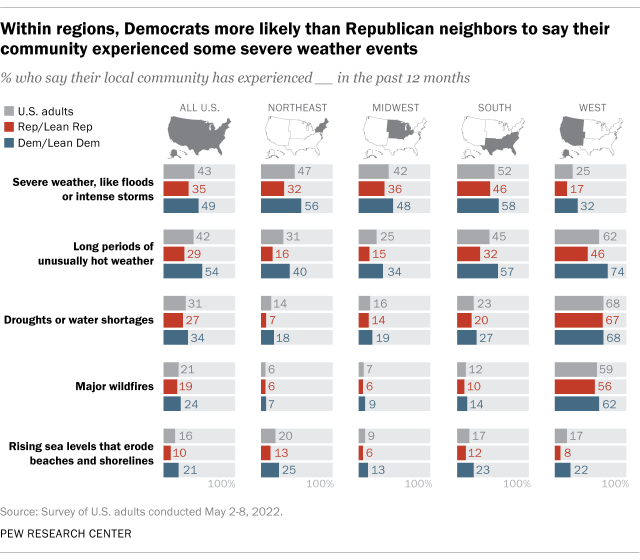 Within regions, Democrats more likely than Republican neighbors to say their
community experienced some severe weather events
% who say their local community has experienced __ in the past 12 months
ALL U.S. NORTHEAST MIDWEST SOUTH WEST
U.S. adults
Rep/Lean Rep
Dem/Lean Dem
Severe weather, like floods
or intense storms
43 47 42 52 25
35 32 36 46 17
49 56 48 58 32
Long periods of
unusually hot weather
42 31 25 45 62
29 16 15 32 46
54 40 34 57 74
Droughts or water shortages
31 14 16 23 68
27 7 14 20 67
34 18 19 27 68
Major wildfires
21 6 7 12 59
19 6 6 10 56
24 7 9 14 62
Rising sea levels that erode
beaches and shorelines
16 20 9 17 17
10 13 6 12 8
21 25 13 23 22
100% 100% 100% 100% 100%
Source: Survey of U.S. adults conducted May 2-8, 2022.
PEW RESEARCH CENTER